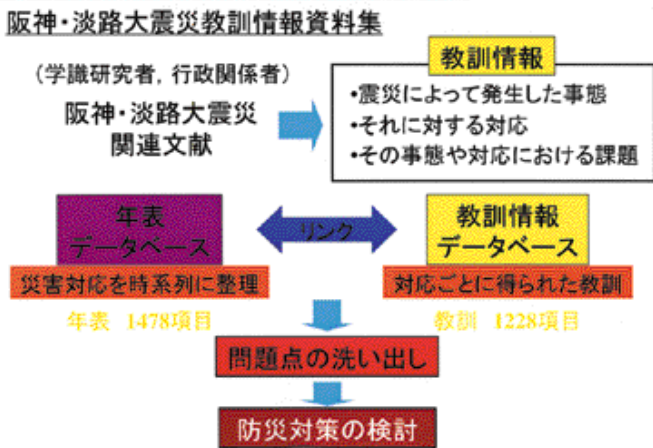 阪神・淡路大震災教訓情報資料集
(学識研究者,行政関係者)
阪神・淡路大震災
関連文献
教訓情報
・震災によって発生した事態
・それに対する対応
・その事態や対応における課題
年表
データベース
リンク
教訓情報
データベース
災害対応を時系列に整理
対応ごとに得られた教訓
年表 1478項目
教訓 1228項目
問題点の洗い出し
防災対策の検討